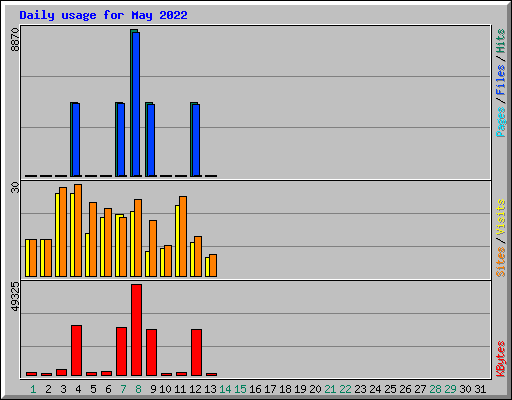 Daily usage for May 2022
8870
Pages / Files / Hits
30
Sites / Visits
49325
KBytes
1 2 3 4 5 6 7 8 9 10 11 12 13 14 15 16 17 18 19 20 21 22 23 24 25 26 27 28 29 30 31